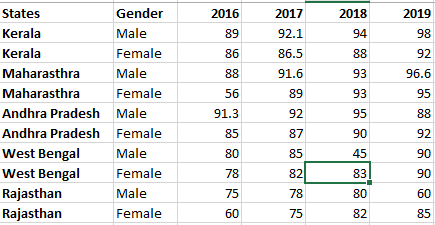 States Gender 2016 2017 2018 2019
Kerala Male 89 92.1 94 98
Kerala Female 86 86.5 88 92
Maharasthra Male 88 91.6 93 96.6
Maharasthra Female 56 89 93 95
Andhra Pradesh Male 91.3 92 95 88
Andhra Pradesh Female 85 87 90 92
West Bengal Male 80 85 45 90
West Bengal Female 78 82 83 90
Rajasthan Male 75 78 80 60
Rajasthan Female 60 75 82 85